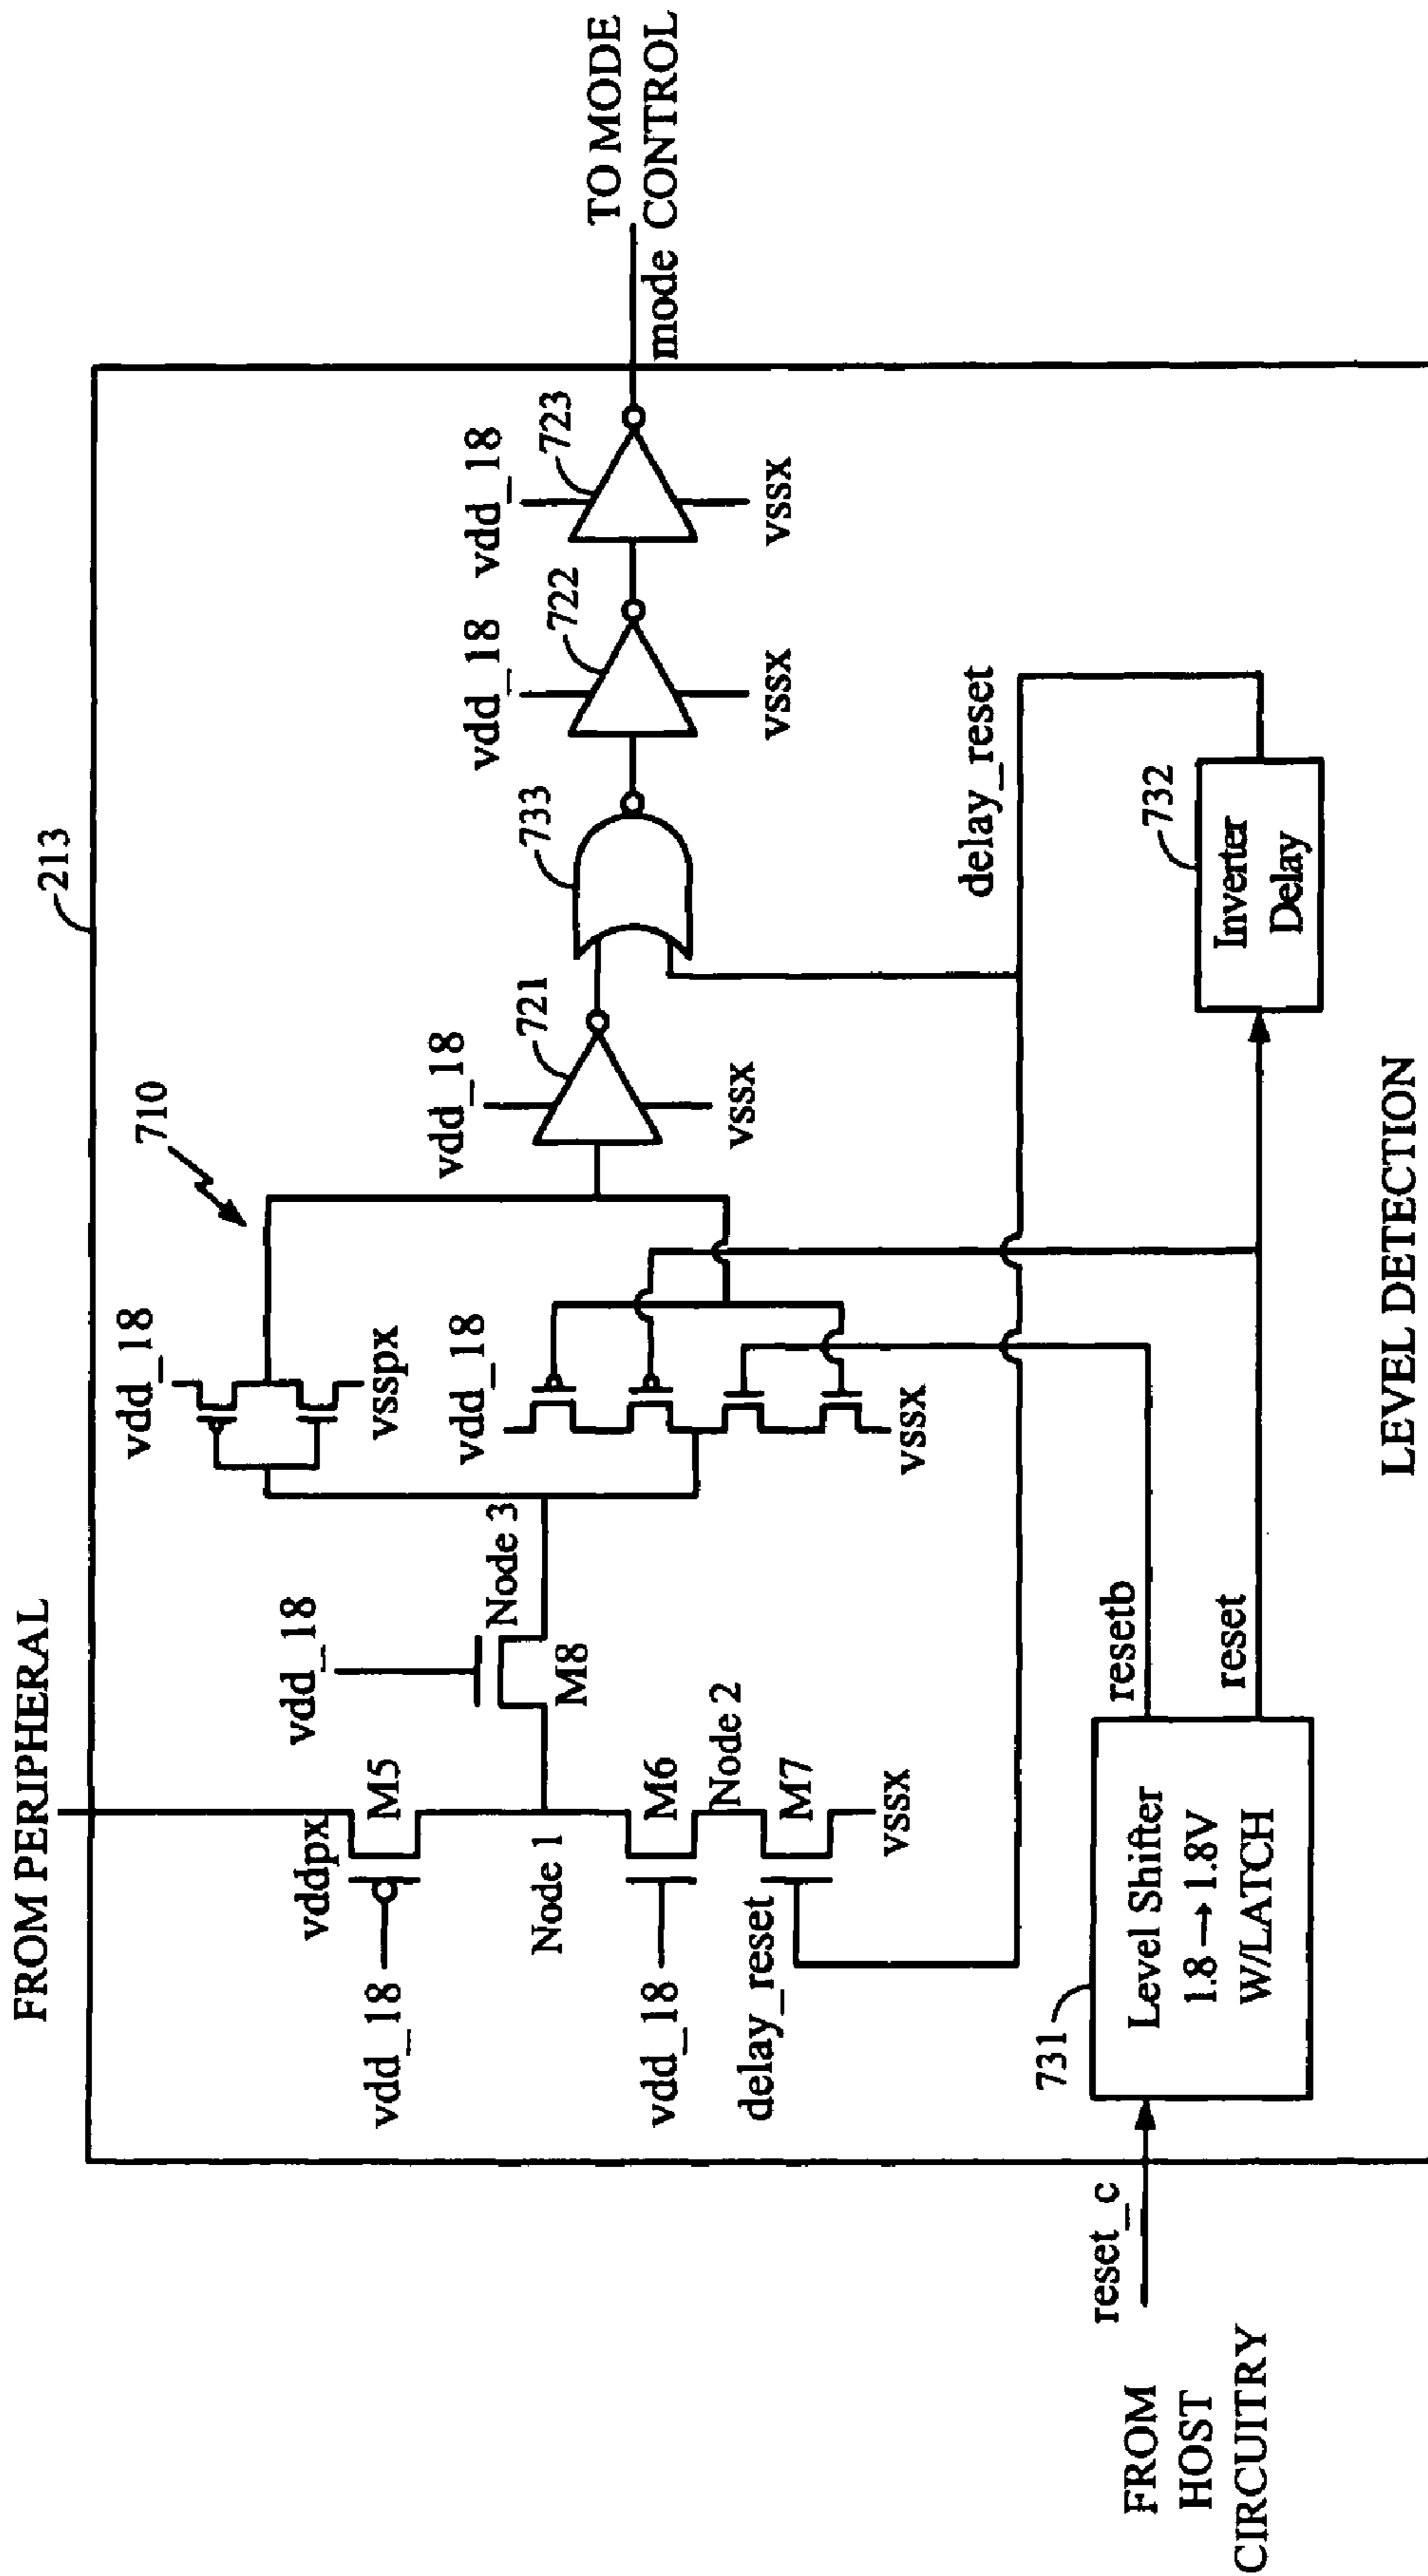 213
FROM PERIPHERAL
TO MODE
CONTROL
mode
710
vdd_18
vsspx
vdd_18
vssx
vddpx
M5
vdd_18
Node 1
vdd_18
M8
Node 3
M6
vdd_18
Node 2
M7
delay_reset
vssx
vdd_18
721
vssx
733
vdd_18
722
vssx
vdd_18
723
vssx
delay_reset
732
Inverter
Delay
731
Level Shifter
1.8→1.8V
W/LATCH
resetb
reset
reset_c
FROM
HOST
CIRCUITRY
LEVEL DETECTION